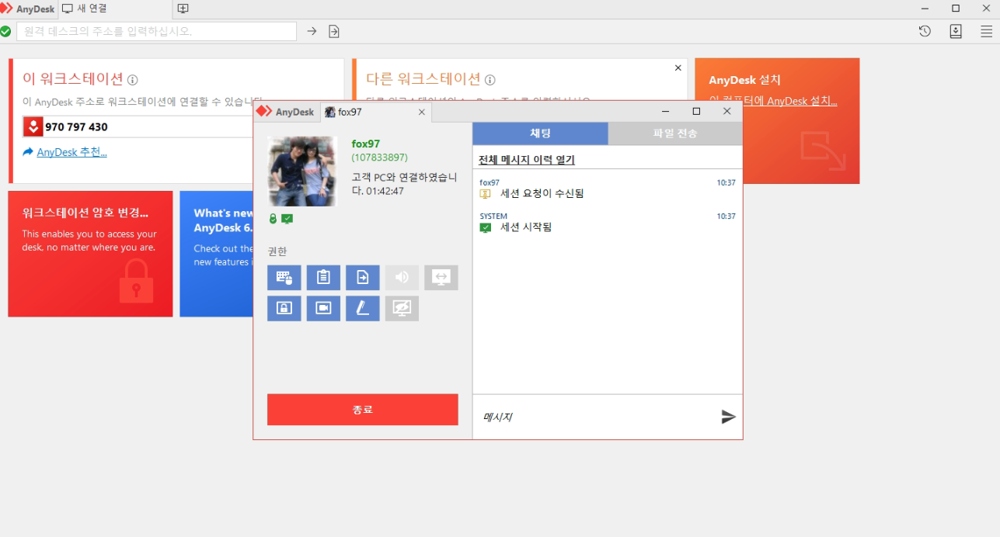 AnyDesk
새 연결
원격 데스크의 주소를 입력하십시오.
이 워크스테이션
이 AnyDesk 주소로 워크스테이션에 연결할 수 있습니다
970 797 430
AnyDesk 추천...
다른 워크스테이션
AnyDesk 설치
이 컴퓨터에 AnyDesk 설치...
워크스테이션 암호 변경...
This enables you to access your
desk, no matter where you are.
What's new
AnyDesk 6.
Check out the
new features i
AnyDesk
fox97
fox97
(107833897)
고객 PC와 연결하였습니
다. 01:42:47
권한
종료
채팅
파일 전송
전체 메시지 이력 열기
fox97 10:37
세션 요청이 수신됨
SYSTEM 10:37
세션 시작됨
메시지